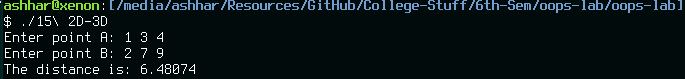 ashhar@xenon:[/media/ashhar/Resources/GitHub/College-Stuff/6th-Sem/oops-lab/oops-lab]
$ ./15\ 2D-3D
Enter point A: 1 3 4
Enter point B: 2 7 9
The distance is: 6.48074